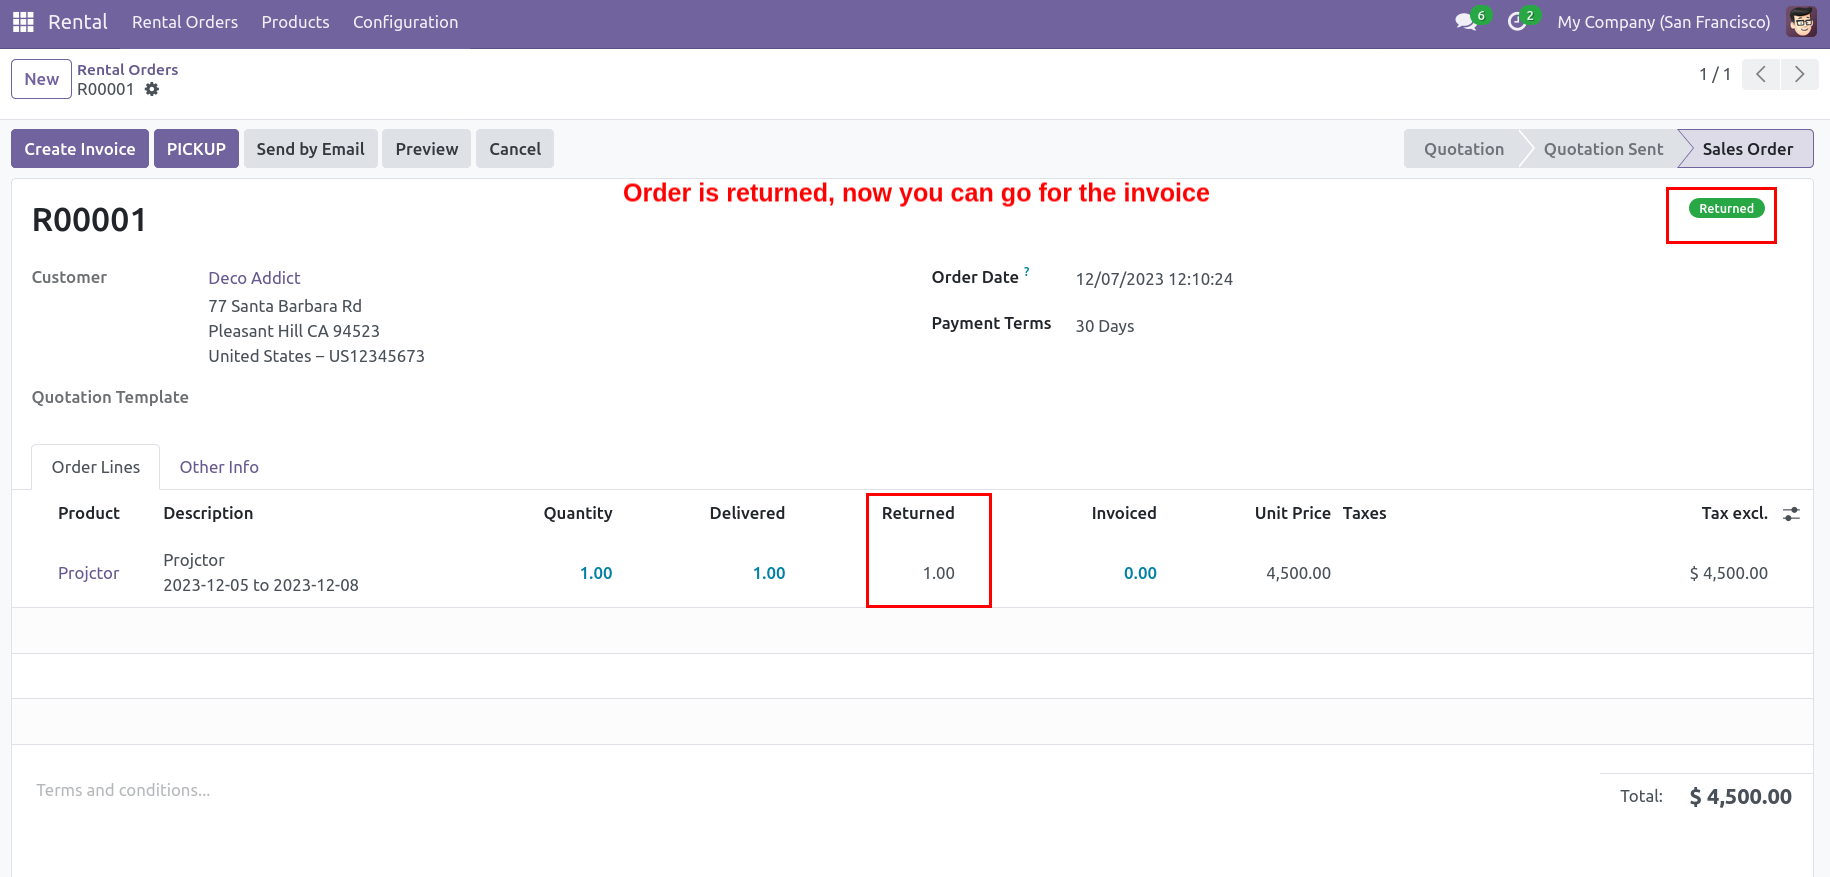 Rental Rental Orders Products Configuration 6 2 My Company (San Francisco)
New Rental Orders 1 / 1
R00001
Create Invoice PICKUP Send by Email Preview Cancel Quotation Quotation Sent Sales Order
Order is returned, now you can go for the invoice
R00001 Returned
Customer Deco Addict Order Date ? 12/07/2023 12:10:24
77 Santa Barbara Rd
Pleasant Hill CA 94523 Payment Terms 30 Days
United States – US12345673
Quotation Template
Order Lines Other Info
Product Description Quantity Delivered Returned Invoiced Unit Price Taxes Tax excl.
Projctor Projctor 1.00 1.00 1.00 0.00 4,500.00 $ 4,500.00
2023-12-05 to 2023-12-08
Terms and conditions...
Total: $ 4,500.00